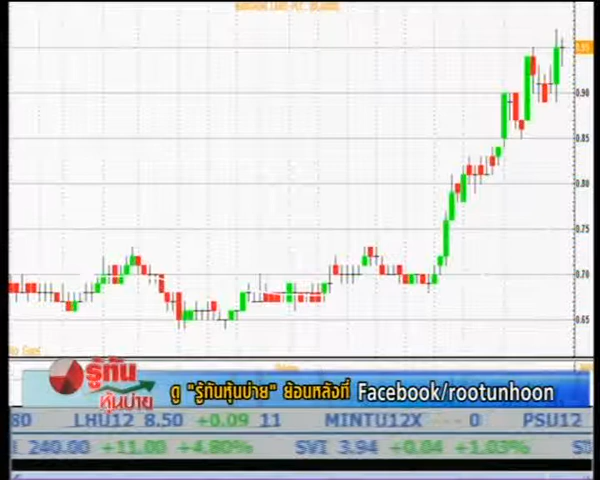 0.95
0.90
0.85
0.80
0.75
0.70
0.65
รู้ทัน
หุ้นบ่าย
ดู "รู้ทันหุ้นบ่าย" ย้อนหลังที่ Facebook/rootunhoon
80 LHU12 8.50 +0.09 11 MINTU12X 0 PSU12
240.00 +11.00 +4.80% SVI 3.94 +0.04 +1.03%